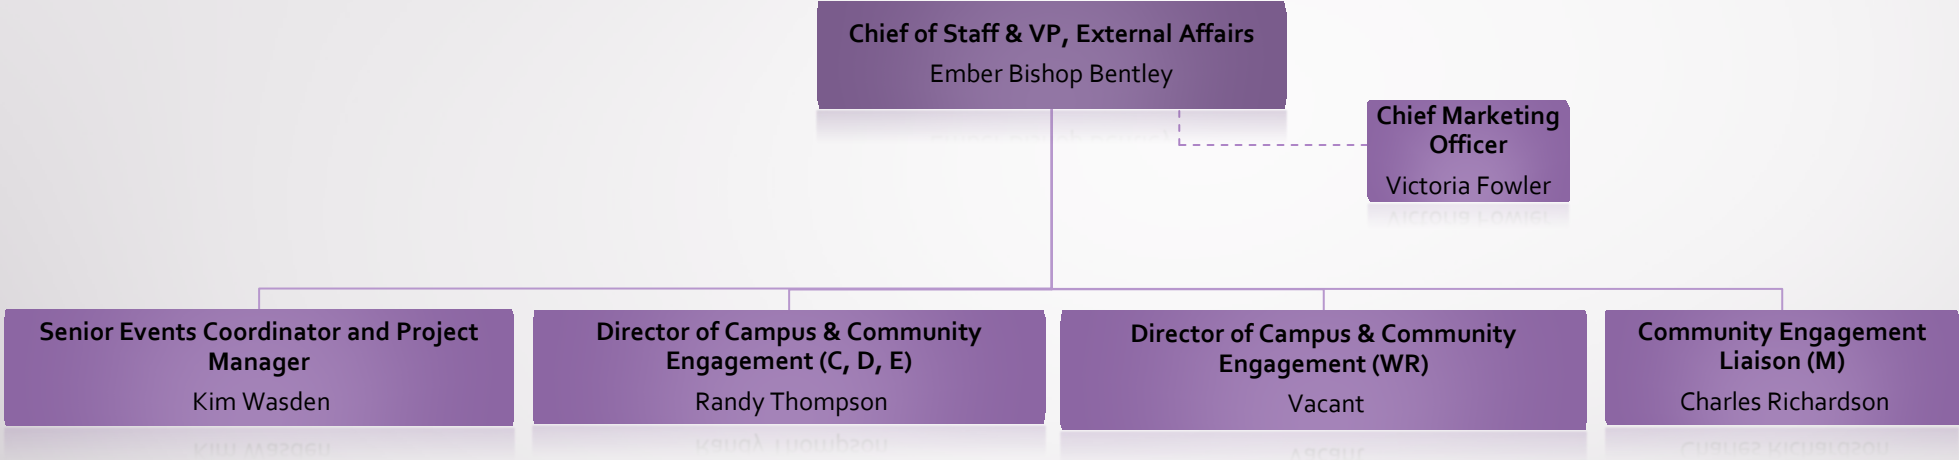 Chief of Staff & VP, External Affairs
Ember Bishop Bentley
Chief Marketing
Officer
Victoria Fowler
Senior Events Coordinator and Project
Manager
Kim Wasden
Director of Campus & Community
Engagement (C, D, E)
Randy Thompson
Director of Campus & Community
Engagement (WR)
Vacant
Community Engagement
Liaison (M)
Charles Richardson